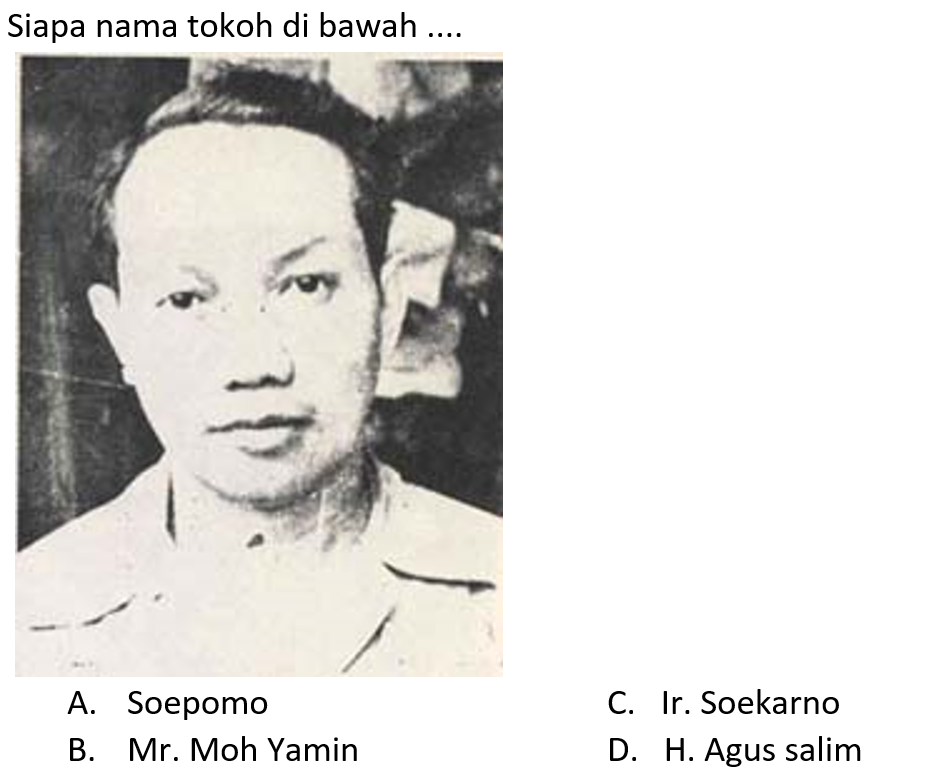 Siapa nama tokoh di bawah ....
A. Soepomo
C. Ir. Soekarno
B. Mr. Moh Yamin
D. H. Agus salim